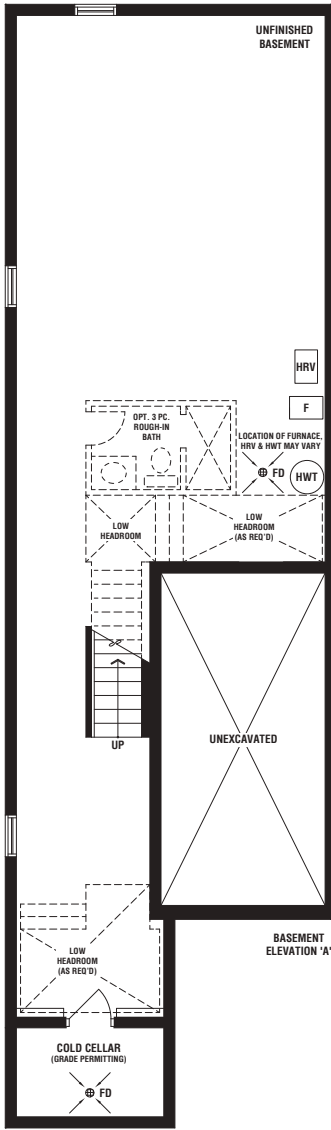 UNFINISHED
BASEMENT
HRV
F
OPT. 3 PC.
ROUGH-IN
BATH
LOCATION OF FURNACE,
HRV & HWT MAY VARY
FD
HWT
LOW
HEADROOM
LOW
HEADROOM
(AS REQ'D)
UP
UNEXCAVATED
BASEMENT
ELEVATION 'A'
LOW
HEADROOM
(AS REQ'D)
COLD CELLAR
(GRADE PERMITTING)
FD